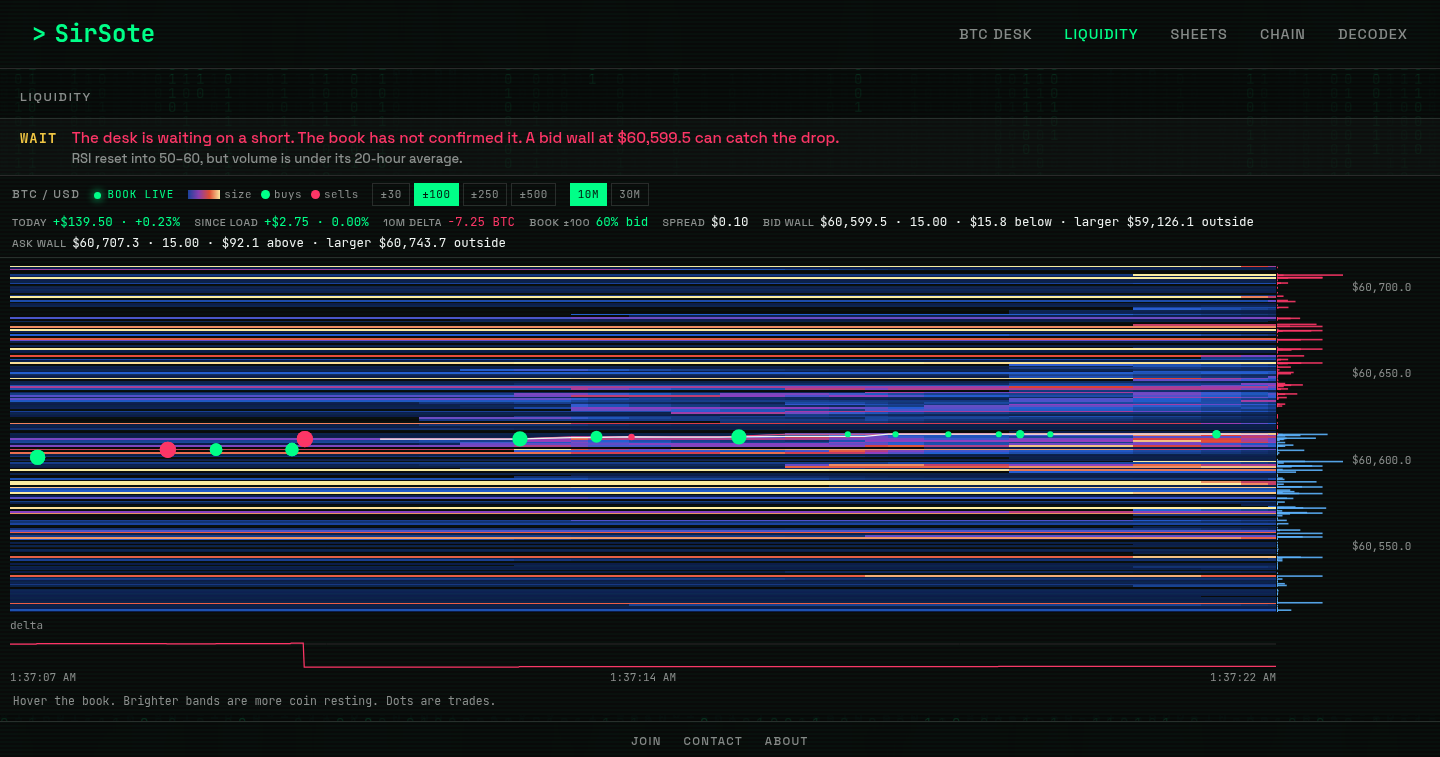 > SirSote
BTC DESK LIQUIDITY SHEETS CHAIN DECODEX
LIQUIDITY
WAIT The desk is waiting on a short. The book has not confirmed it. A bid wall at $60,599.5 can catch the drop.
RSI reset into 50–60, but volume is under its 20-hour average.
BTC / USD BOOK LIVE size buys sells ±30 ±100 ±250 ±500 10M 30M
TODAY +$139.50 · +0.23% SINCE LOAD +$2.75 · 0.00% 10M DELTA -7.25 BTC BOOK ±100 60% bid SPREAD $0.10 BID WALL $60,599.5 · 15.00 · $15.8 below · larger $59,126.1 outside
ASK WALL $60,707.3 · 15.00 · $92.1 above · larger $60,743.7 outside
$60,700.0
$60,650.0
$60,600.0
$60,550.0
delta
1:37:07 AM 1:37:14 AM 1:37:22 AM
Hover the book. Brighter bands are more coin resting. Dots are trades.
JOIN CONTACT ABOUT